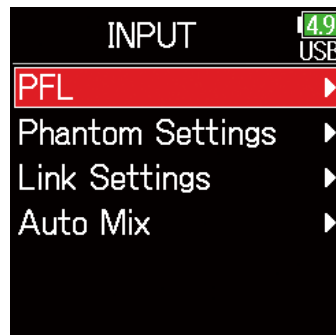 INPUT
4.9
USB
PFL
Phantom Settings
Link Settings
Auto Mix